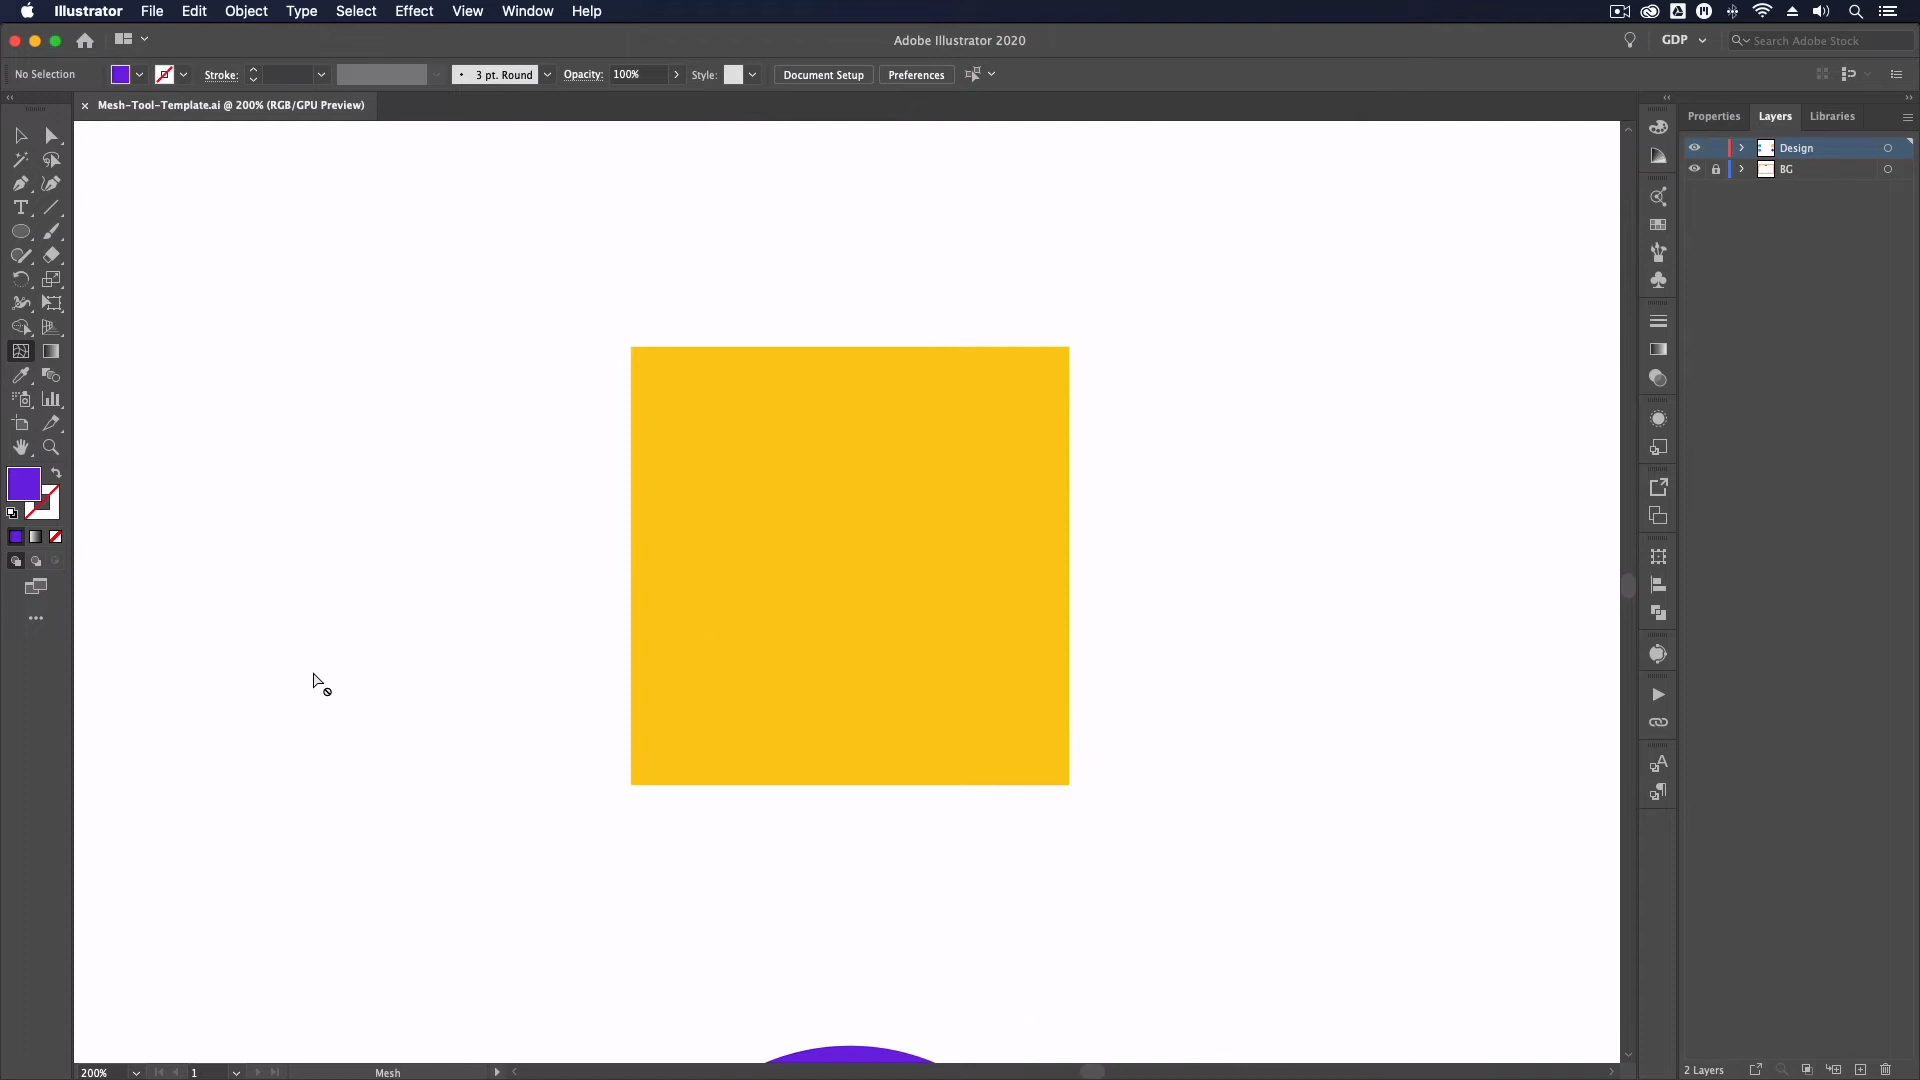 Illustrator File Edit Object Type Select Effect View Window Help
Adobe Illustrator 2020
GDP
Search Adobe Stock
No Selection
Stroke:
3 pt. Round
Opacity: 100%
Style:
Document Setup
Preferences
Mesh-Tool-Template.ai @ 200% (RGB/GPU Preview)
Properties Layers Libraries
Design
BG
200%
1
Mesh
2 Layers